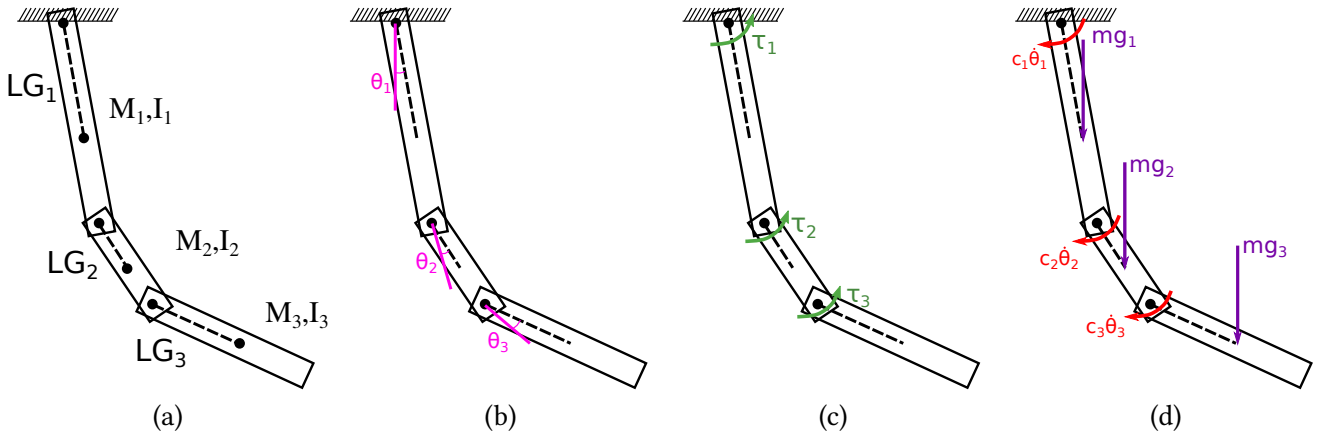 LG₁
M₁,I₁
LG₂
M₂,I₂
LG₃
M₃,I₃
(a)
θ₁
θ₂
θ₃
(b)
τ₁
τ₂
τ₃
(c)
c₁θ̇₁
mg₁
c₂θ̇₂
mg₂
c₃θ̇₃
mg₃
(d)